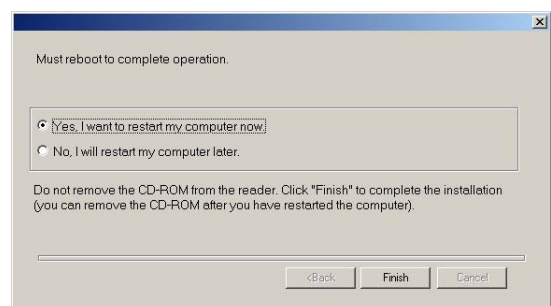 Must reboot to complete operation.
Yes, I want to restart my computer now.
No, I will restart my computer later.
Do not remove the CD-ROM from the reader. Click "Finish" to complete the installation
(you can remove the CD-ROM after you have restarted the computer).
<Back Finish Cancel